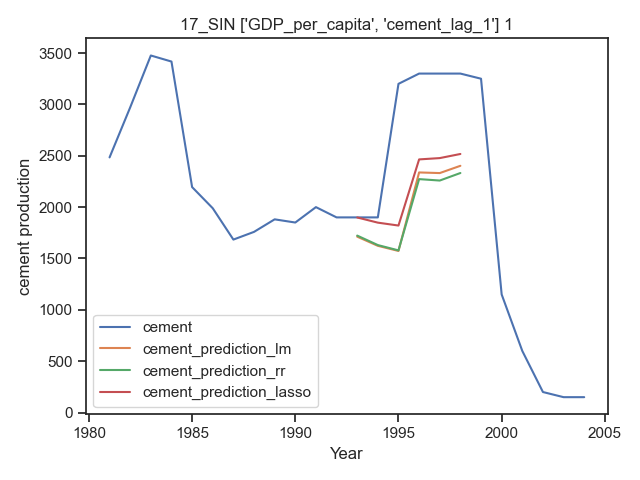 17_SIN ['GDP_per_capita', 'cement_lag_1'] 1
cement production
3500
3000
2500
2000
1500
1000
500
0
cement
cement_prediction_lm
cement_prediction_rr
cement_prediction_lasso
1980
1985
1990
1995
2000
2005
Year